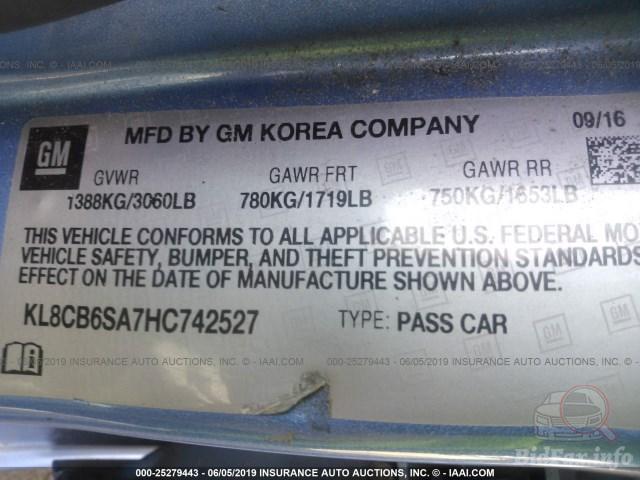 GM
MFD BY GM KOREA COMPANY
09/16
GVWR GAWR FRT GAWR RR
1388KG/3060LB 780KG/1719LB 750KG/1653LB
THIS VEHICLE CONFORMS TO ALL APPLICABLE U.S. FEDERAL MO
VEHICLE SAFETY, BUMPER, AND THEFT PREVENTION STANDARDS
EFFECT ON THE DATE OF MANUFACTURE SHOWN ABOVE.
KL8CB6SA7HC742527 TYPE: PASS CAR
000-25279443 - 06/05/2019 INSURANCE AUTO AUCTIONS, INC. - IAAI.COM
BidFax.info